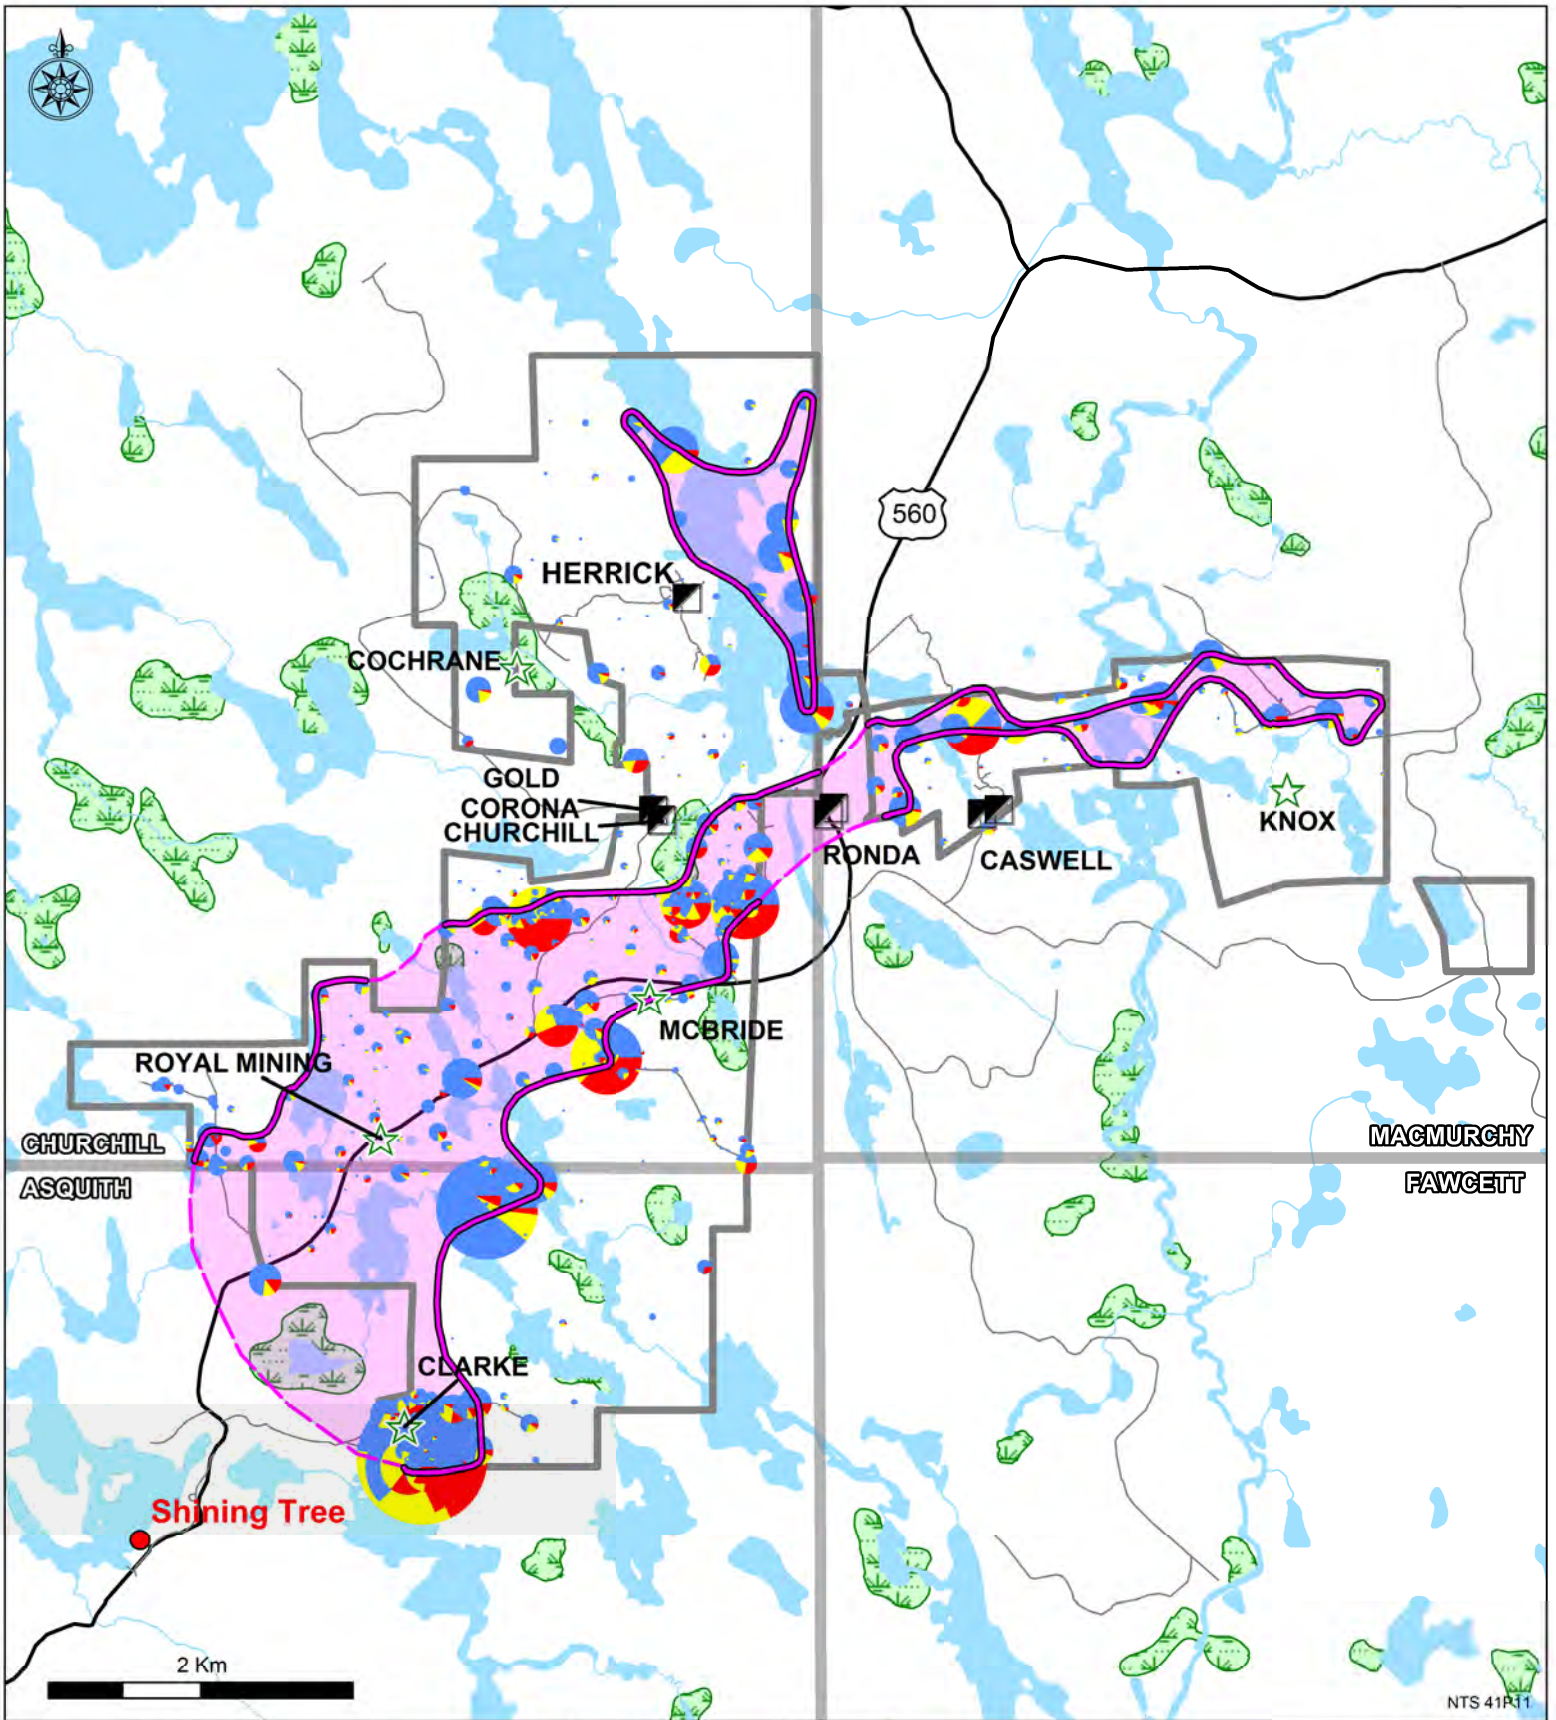 560
HERRICK
COCHRANE
GOLD
CORONA
CHURCHILL
RONDA
CASWELL
KNOX
MCBRIDE
ROYAL MINING
CHURCHILL
MACMURCHY
ASQUITH
FAWCETT
CLARKE
Shining Tree
2 Km
NTS 41P11